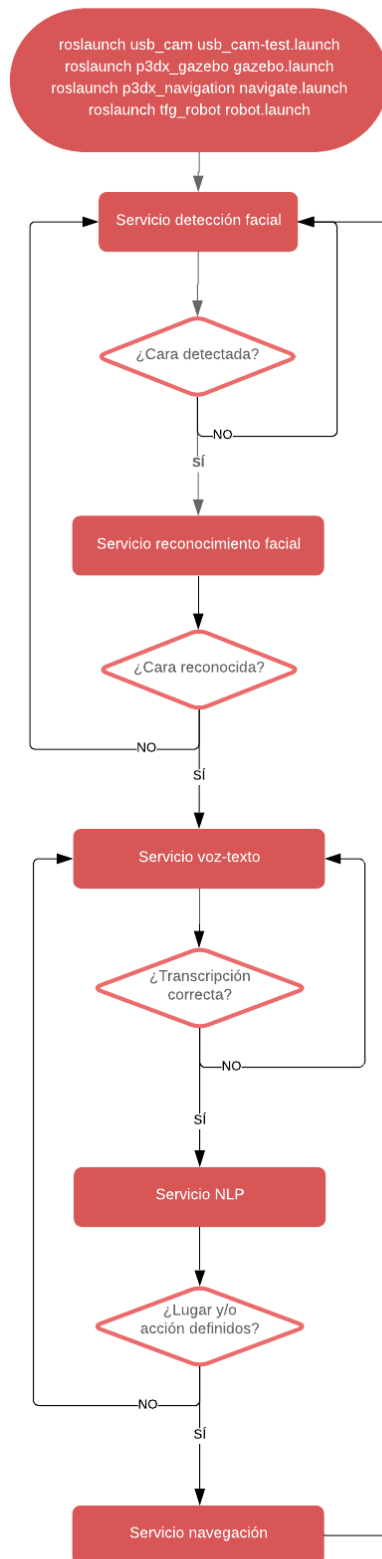 roslaunch usb_cam usb_cam-test.launch
roslaunch p3dx_gazebo gazebo.launch
roslaunch p3dx_navigation navigate.launch
roslaunch tfg_robot robot.launch
Servicio detección facial
¿Cara detectada?
NO
SÍ
Servicio reconocimiento facial
¿Cara reconocida?
NO
SÍ
Servicio voz-texto
¿Transcripción
correcta?
NO
SÍ
Servicio NLP
¿Lugar y/o
acción definidos?
NO
SÍ
Servicio navegación